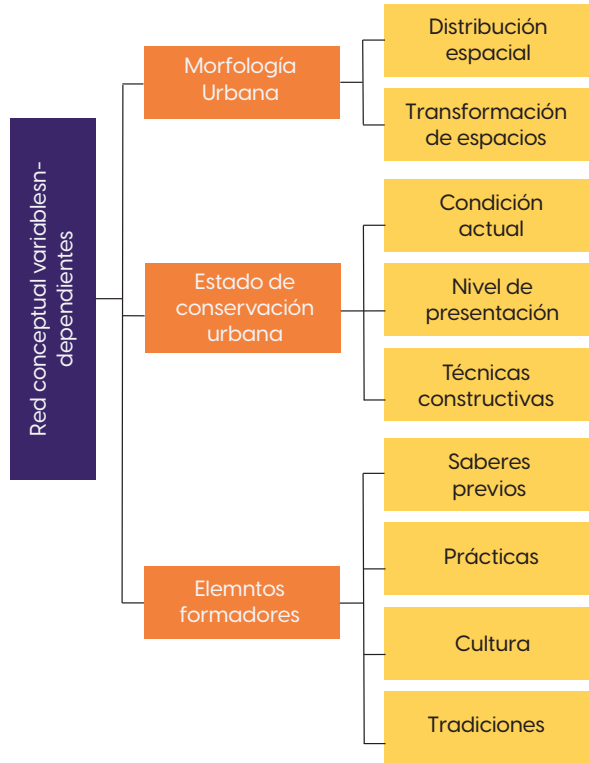 Red conceptual variablesn-
dependientes
Morfología
Urbana
Distribución
espacial
Transformación
de espacios
Estado de
conservación
urbana
Condición
actual
Nivel de
presentación
Técnicas
constructivas
Elemntos
formadores
Saberes
previos
Prácticas
Cultura
Tradiciones